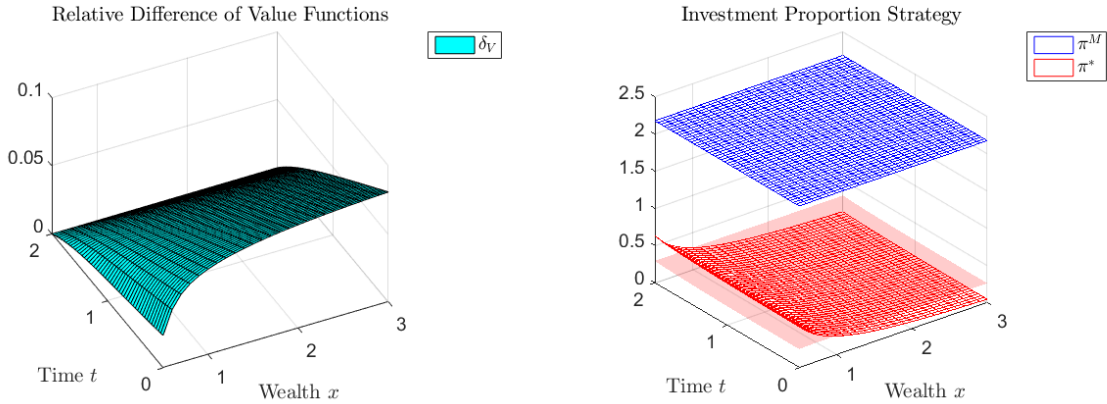 Relative Difference of Value Functions
δ_V
0.1
0.05
0
2
1
0
Time t
1
2
3
Wealth x
Investment Proportion Strategy
π^M
π^*
2.5
2
1.5
1
0.5
0
2
1
0
Time t
1
2
3
Wealth x